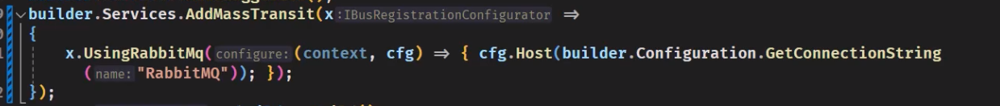 builder.Services.AddMassTransit(x :IBusRegistrationConfigurator =>
{
x.UsingRabbitMq( configure: (context, cfg) => { cfg.Host(builder.Configuration.GetConnectionString
( name: "RabbitMQ")); });
});